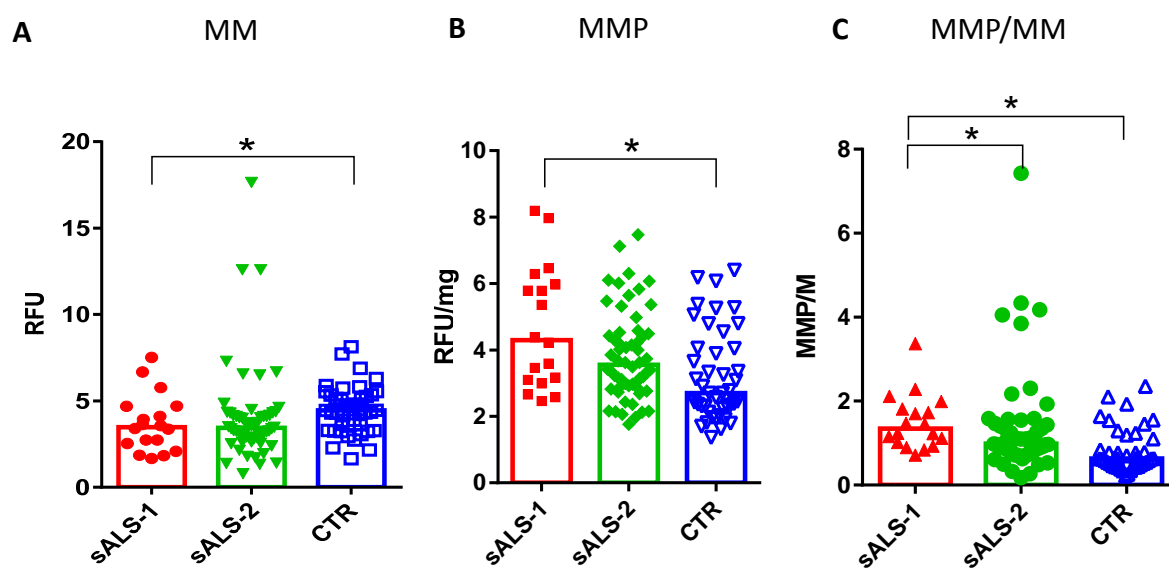 A MM
B MMP
C MMP/MM
*
20
15
10
5
0
RFU
sALS-1
sALS-2
CTR
*
10
8
6
4
2
0
RFU/mg
sALS-1
sALS-2
CTR
*
*
8
6
4
2
0
MMP/M
sALS-1
sALS-2
CTR